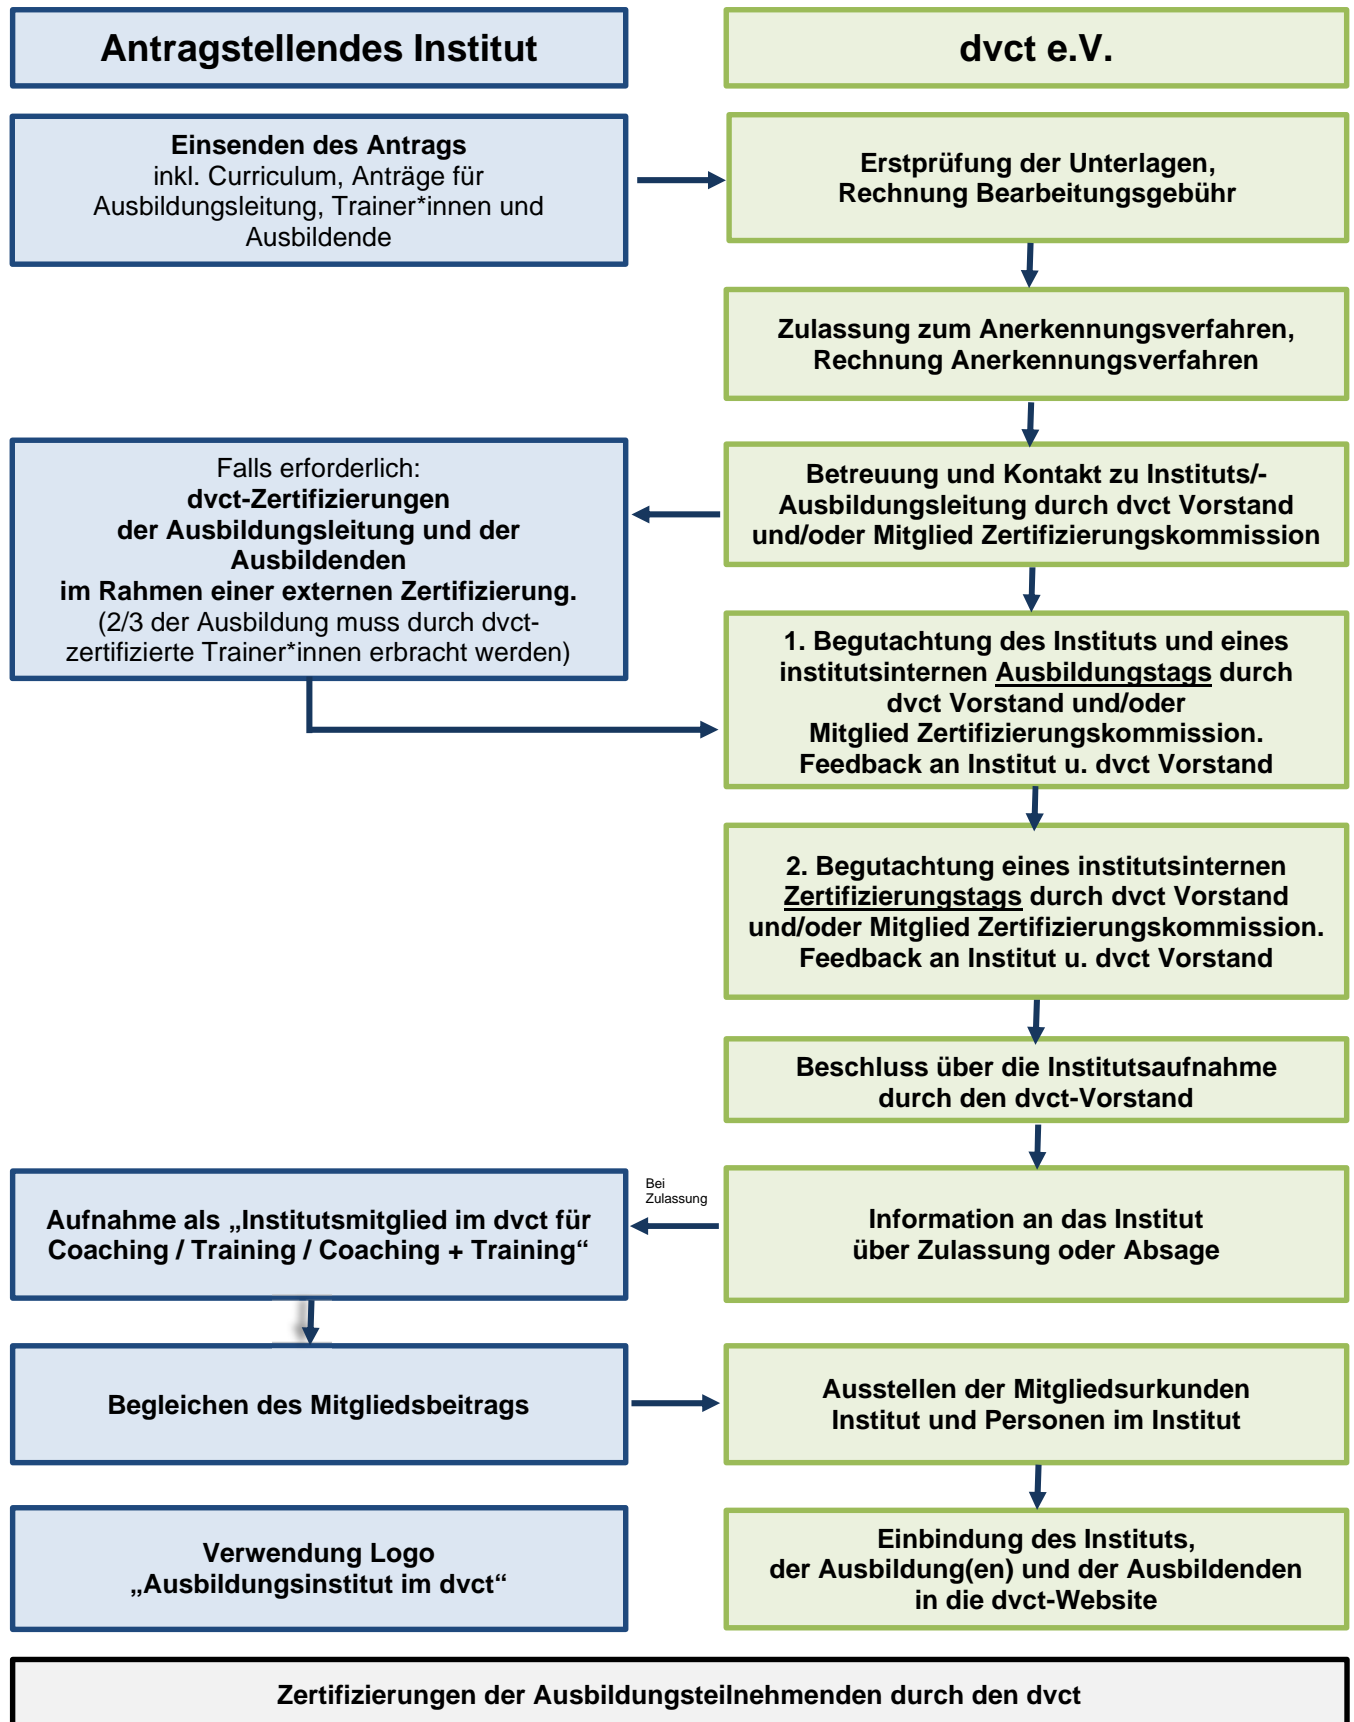 Antragstellendes Institut
dvct e.V.
Einsenden des Antrags
inkl. Curriculum, Anträge für
Ausbildungsleitung, Trainer*innen und
Ausbildende
Erstprüfung der Unterlagen,
Rechnung Bearbeitungsgebühr
Zulassung zum Anerkennungsverfahren,
Rechnung Anerkennungsverfahren
Falls erforderlich:
dvct-Zertifizierungen
der Ausbildungsleitung und der
Ausbildenden
im Rahmen einer externen Zertifizierung.
(2/3 der Ausbildung muss durch dvct-
zertifizierte Trainer*innen erbracht werden)
Betreuung und Kontakt zu Instituts/-
Ausbildungsleitung durch dvct Vorstand
und/oder Mitglied Zertifizierungskommission
1. Begutachtung des Instituts und eines
institutsinternen Ausbildungstags durch
dvct Vorstand und/oder
Mitglied Zertifizierungskommission.
Feedback an Institut u. dvct Vorstand
2. Begutachtung eines institutsinternen
Zertifizierungstags durch dvct Vorstand
und/oder Mitglied Zertifizierungskommission.
Feedback an Institut u. dvct Vorstand
Beschluss über die Institutsaufnahme
durch den dvct-Vorstand
Information an das Institut
über Zulassung oder Absage
Bei
Zulassung
Aufnahme als „Institutsmitglied im dvct für
Coaching / Training / Coaching + Training“
Begleichen des Mitgliedsbeitrags
Ausstellen der Mitgliedsurkunden
Institut und Personen im Institut
Verwendung Logo
„Ausbildungsinstitut im dvct“
Einbindung des Instituts,
der Ausbildung(en) und der Ausbildenden
in die dvct-Website
Zertifizierungen der Ausbildungsteilnehmenden durch den dvct